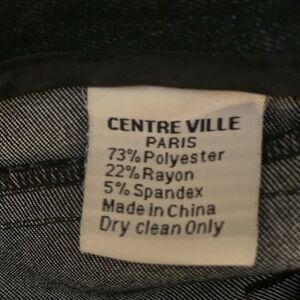 CENTRE VILLE
PARIS
73% Polyester
22% Rayon
5% Spandex
Made in China
Dry clean Only